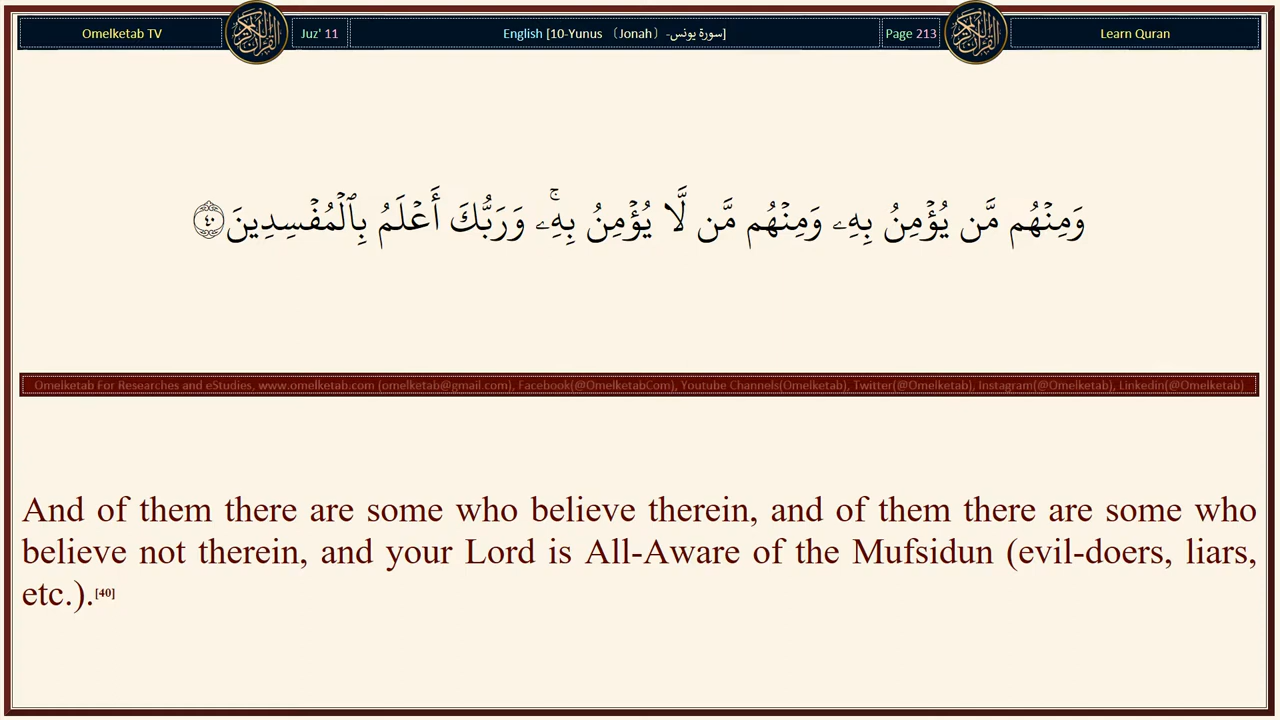 Omelketab TV
Juz' 11
English [10-Yunus （Jonah）-سورة يونس]
Page 213
Learn Quran
وَمِنۡهُم مَّن يُؤۡمِنُ بِهِۦ وَمِنۡهُم مَّن لَّا يُؤۡمِنُ بِهِۦۚ وَرَبُّكَ أَعۡلَمُ بِٱلۡمُفۡسِدِينَ ٤٠
Omelketab For Researches and eStudies, www.omelketab.com (omelketab@gmail.com), Facebook(@OmelketabCom), Youtube Channels(Omelketab), Twitter(@Omelketab), Instagram(@Omelketab), Linkedin(@Omelketab)
And of them there are some who believe therein, and of them there are some who
believe not therein, and your Lord is All-Aware of the Mufsidun (evil-doers, liars,
etc.).[40]